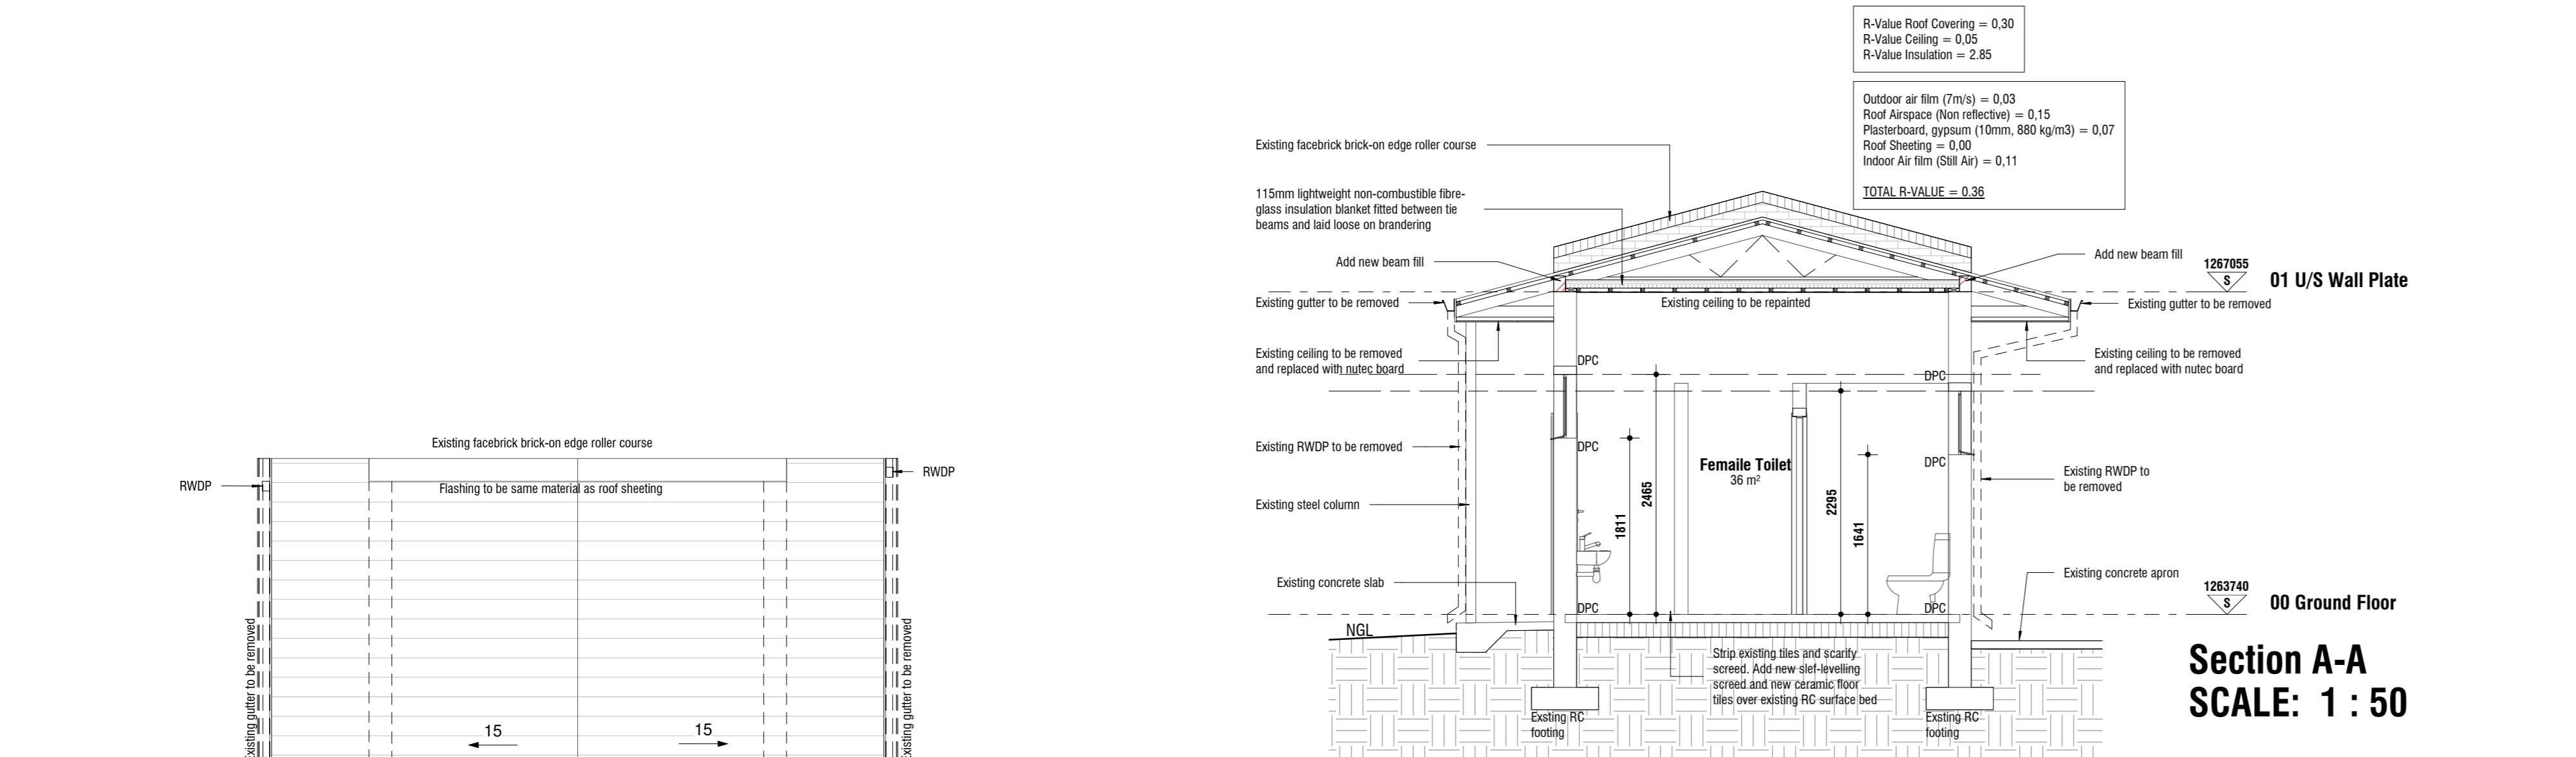 R-Value Roof Covering = 0,30
R-Value Ceiling = 0,05
R-Value Insulation = 2.85
Outdoor air film (7m/s) = 0,03
Roof Airspace (Non reflective) = 0,15
Plasterboard, gypsum (10mm, 880 kg/m3) = 0,07
Roof Sheeting = 0,00
Indoor Air film (Still Air) = 0,11
TOTAL R-VALUE = 0.36
Existing facebrick brick-on edge roller course
115mm lightweight non-combustible fibre-
glass insulation blanket fitted between tie
beams and laid loose on brandering
Add new beam fill
Add new beam fill
1267055
S
01 U/S Wall Plate
Existing gutter to be removed
Existing ceiling to be repainted
Existing gutter to be removed
Existing ceiling to be removed
and replaced with nutec board
DPC
DPC
Existing ceiling to be removed
and replaced with nutec board
Existing RWDP to be removed
DPC
DPC
Femaile Toilet
36 m²
Existing RWDP to
be removed
2465
1811
2295
1641
Existing steel column
Existing concrete slab
Existing concrete apron
1263740
S
00 Ground Floor
DPC
DPC
NGL
Strip existing tiles and scarify
screed. Add new slef-levelling
screed and new ceramic floor
tiles over existing RC surface bed
Exsting RC
footing
Exsting RC
footing
Section A-A
SCALE: 1 : 50
Existing facebrick brick-on edge roller course
RWDP
RWDP
Flashing to be same material as roof sheeting
Existing gutter to be removed
Existing gutter to be removed
15
15